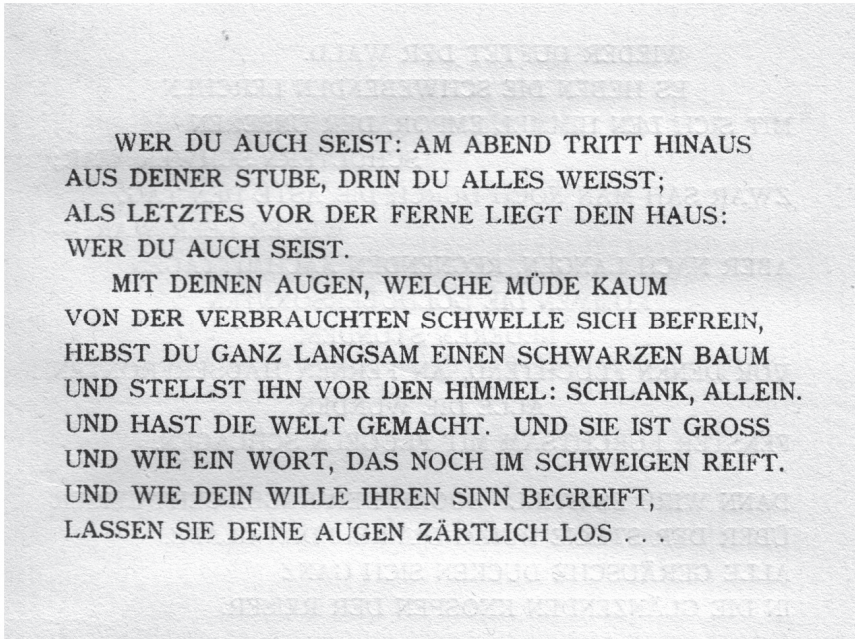 WER DU AUCH SEIST: AM ABEND TRITT HINAUS
AUS DEINER STUBE, DRIN DU ALLES WEISST;
ALS LETZTES VOR DER FERNE LIEGT DEIN HAUS:
WER DU AUCH SEIST.
MIT DEINEN AUGEN, WELCHE MÜDE KAUM
VON DER VERBRAUCHTEN SCHWELLE SICH BEFREIN,
HEBST DU GANZ LANGSAM EINEN SCHWARZEN BAUM
UND STELLST IHN VOR DEN HIMMEL: SCHLANK, ALLEIN.
UND HAST DIE WELT GEMACHT. UND SIE IST GROSS
UND WIE EIN WORT, DAS NOCH IM SCHWEIGEN REIFT.
UND WIE DEIN WILLE IHREN SINN BEGREIFT,
LASSEN SIE DEINE AUGEN ZÄRTLICH LOS . . .